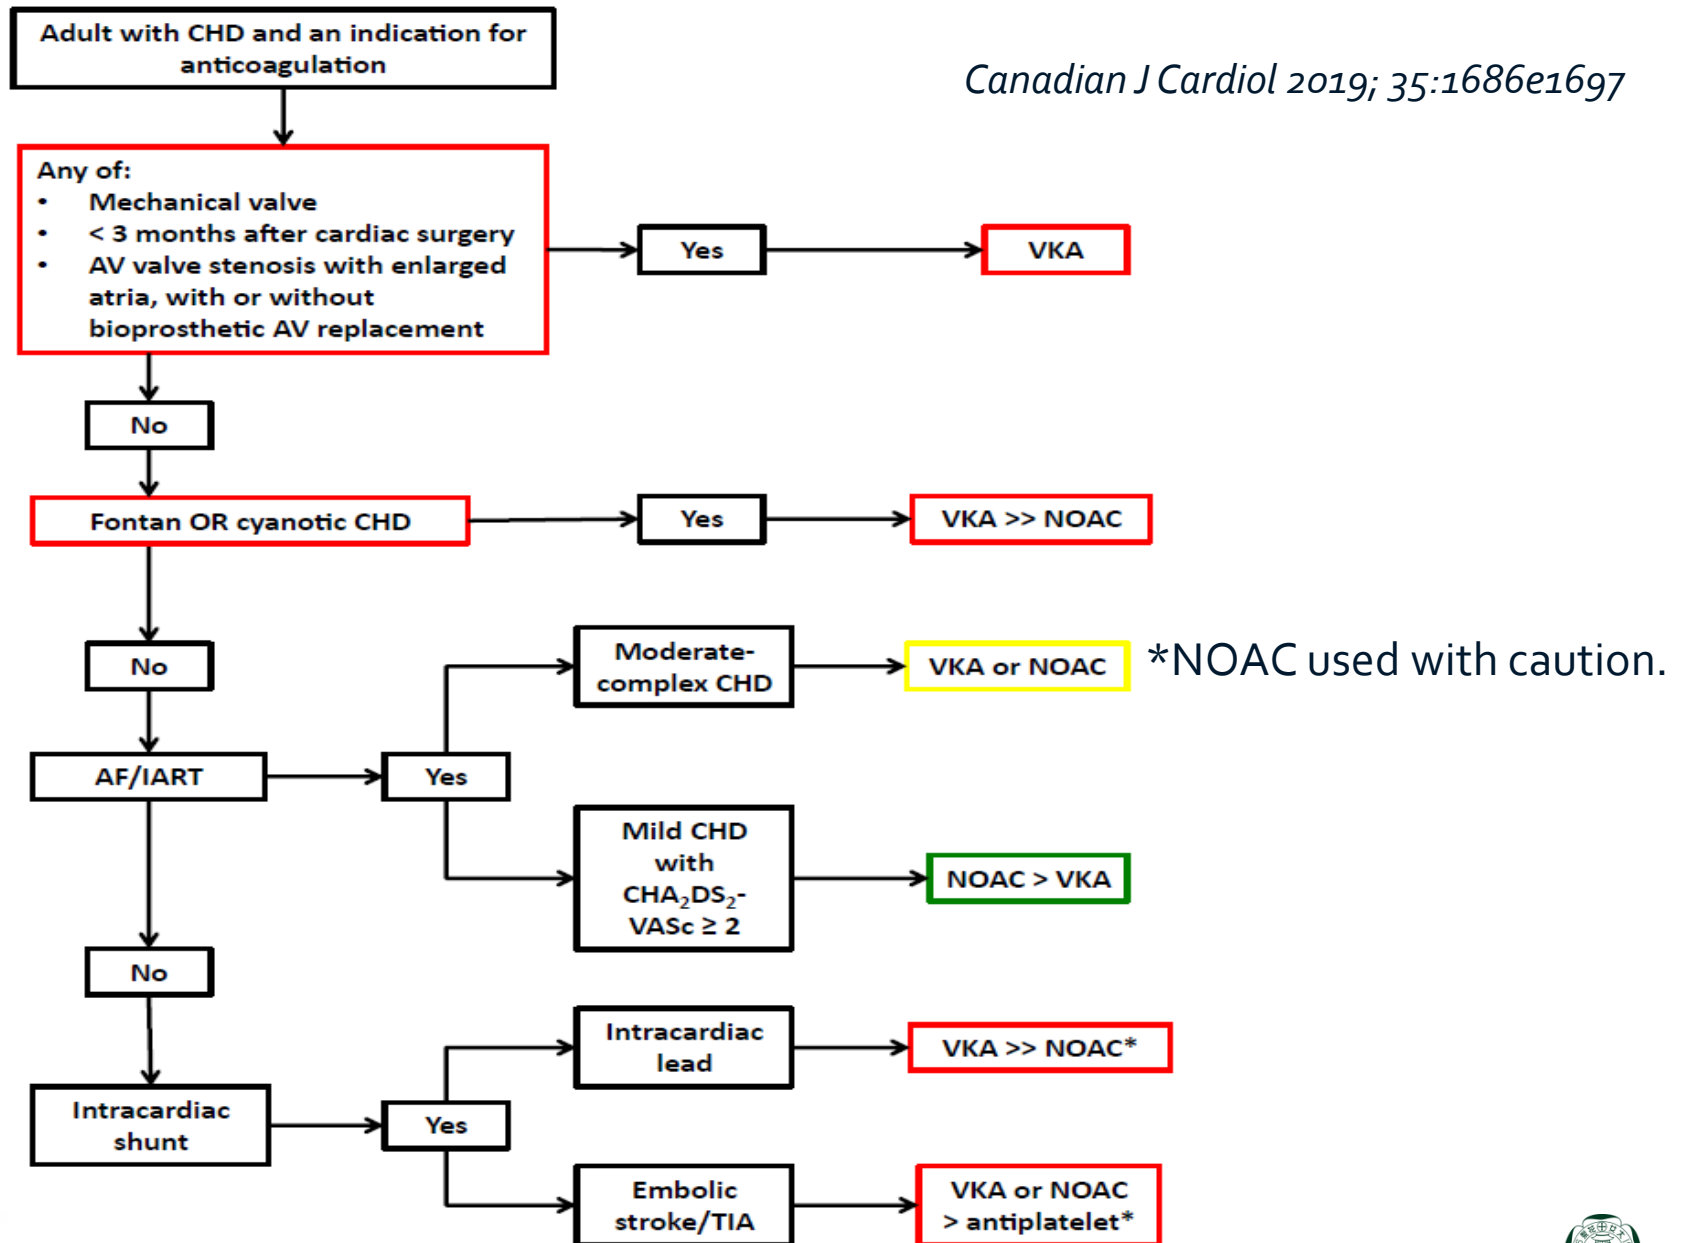 Adult with CHD and an indication for
anticoagulation
Canadian J Cardiol 2019; 35:1686e1697
Any of:
• Mechanical valve
• < 3 months after cardiac surgery
• AV valve stenosis with enlarged
atria, with or without
bioprosthetic AV replacement
Yes
VKA
No
Fontan OR cyanotic CHD
Yes
VKA >> NOAC
No
Moderate-
complex CHD
VKA or NOAC
*NOAC used with caution.
AF/IART
Yes
Mild CHD
with
CHA₂DS₂-
VASc ≥ 2
NOAC > VKA
No
Intracardiac
lead
VKA >> NOAC*
Intracardiac
shunt
Yes
Embolic
stroke/TIA
VKA or NOAC
> antiplatelet*